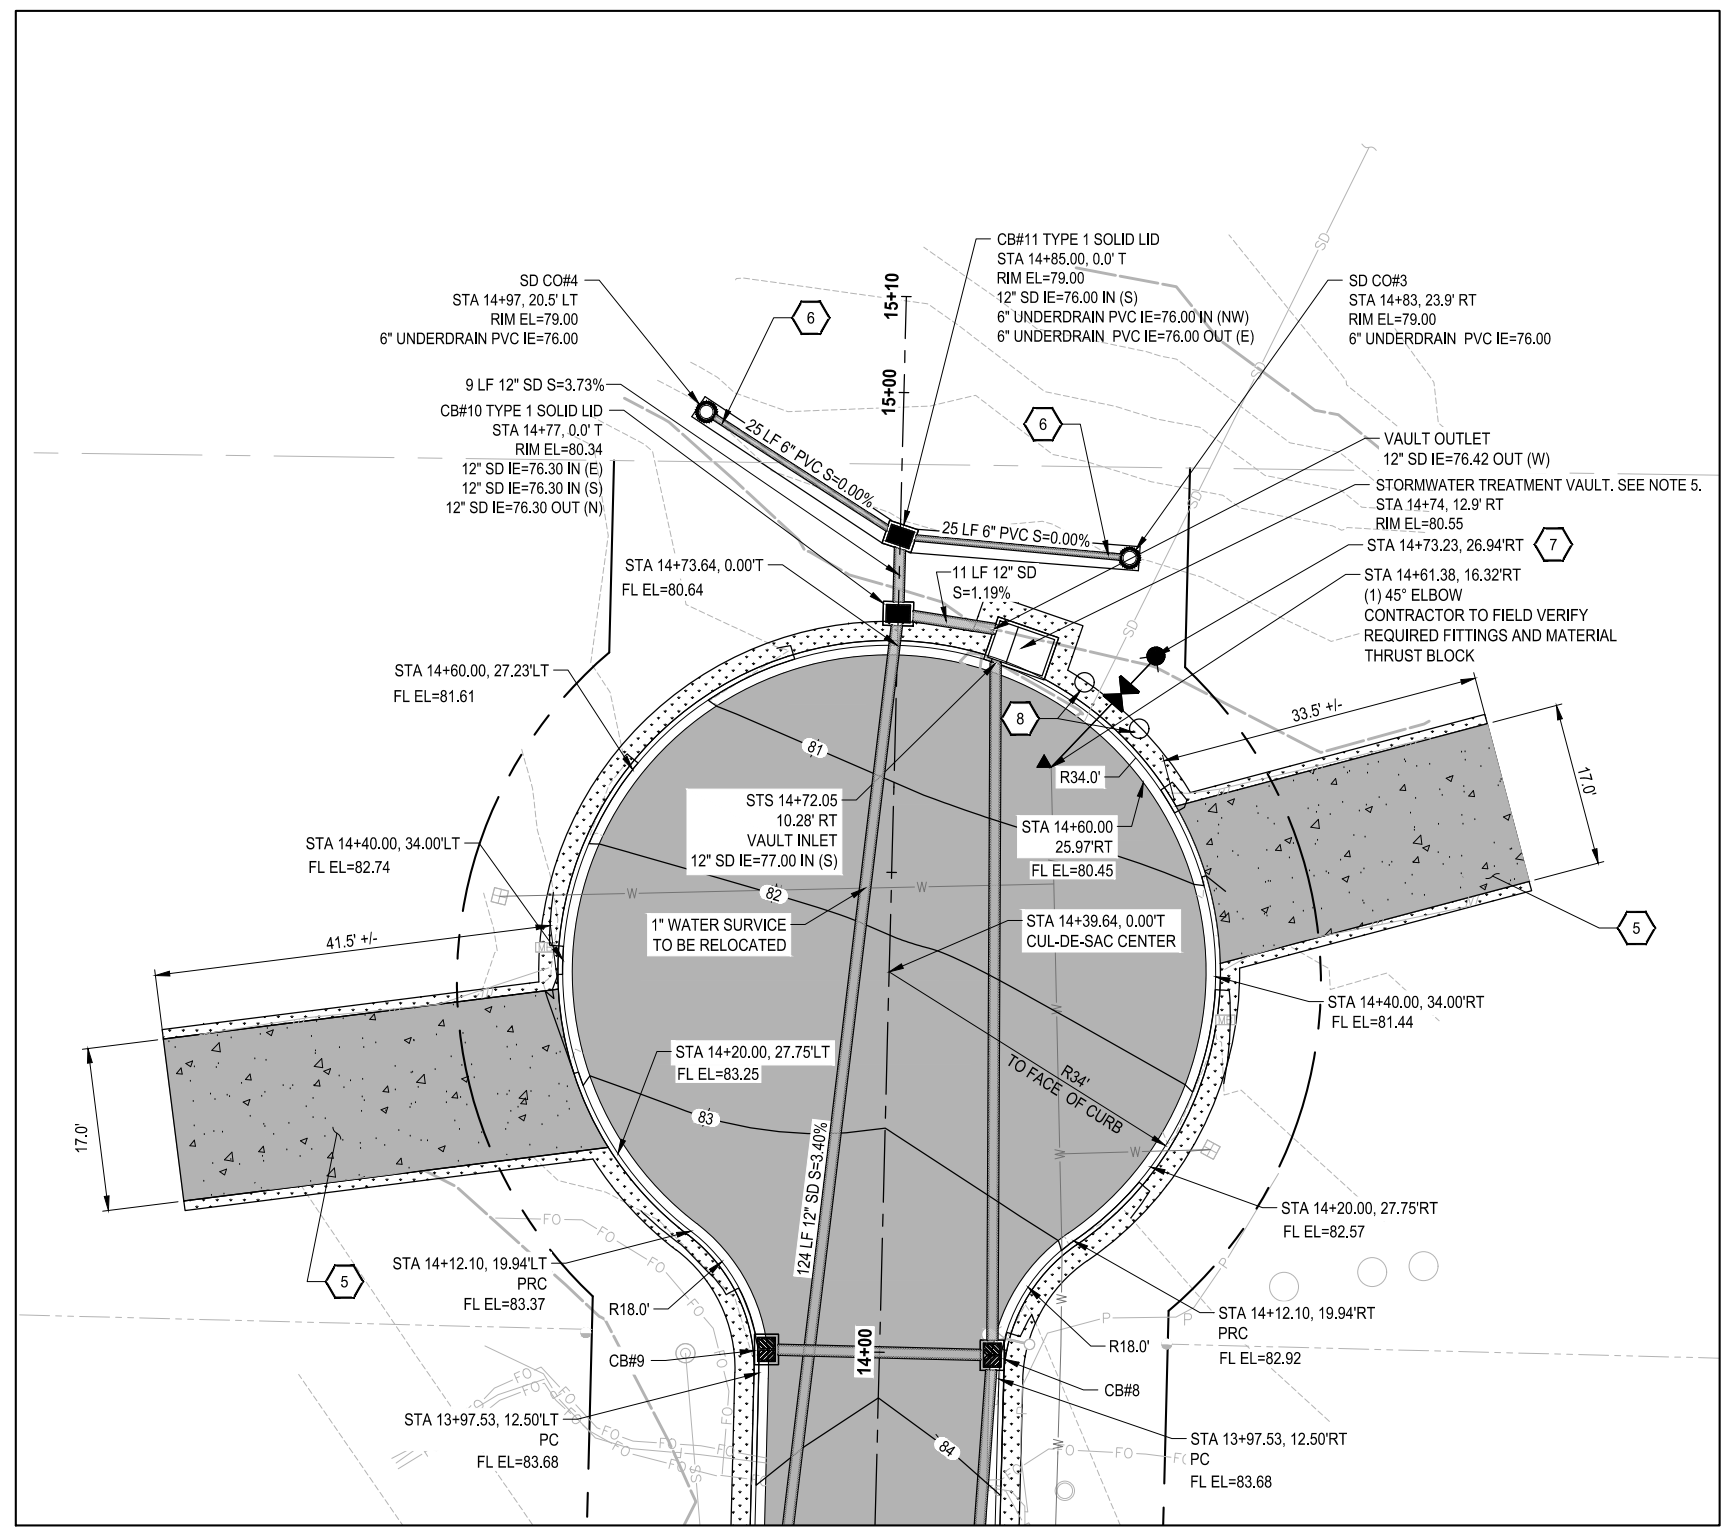 CB#11 TYPE 1 SOLID LID
STA 14+85.00, 0.0' T
RIM EL=79.00
12" SD IE=76.00 IN (S)
6" UNDERDRAIN PVC IE=76.00 IN (NW)
6" UNDERDRAIN PVC IE=76.00 OUT (E)
SD CO#4
STA 14+97, 20.5' LT
RIM EL=79.00
6" UNDERDRAIN PVC IE=76.00
SD CO#3
STA 14+83, 23.9' RT
RIM EL=79.00
6" UNDERDRAIN PVC IE=76.00
6
15+10
15+00
6
9 LF 12" SD S=3.73%
CB#10 TYPE 1 SOLID LID
STA 14+77, 0.0' T
RIM EL=80.34
12" SD IE=76.30 IN (E)
12" SD IE=76.30 IN (S)
12" SD IE=76.30 OUT (N)
25 LF 6" PVC S=0.00%
25 LF 6" PVC S=0.00%
VAULT OUTLET
12" SD IE=76.42 OUT (W)
STORMWATER TREATMENT VAULT. SEE NOTE 5.
STA 14+74, 12.9' RT
RIM EL=80.55
STA 14+73.23, 26.94'RT
7
STA 14+61.38, 16.32'RT
(1) 45° ELBOW
CONTRACTOR TO FIELD VERIFY
REQUIRED FITTINGS AND MATERIAL
THRUST BLOCK
SD
SD
SD
SD
STA 14+73.64, 0.00'T
FL EL=80.64
11 LF 12" SD
S=1.19%
STA 14+60.00, 27.23'LT
FL EL=81.61
8
33.5' +/-
17.0'
81
R34.0'
STS 14+72.05
10.28' RT
VAULT INLET
12" SD IE=77.00 IN (S)
STA 14+60.00
25.97'RT
FL EL=80.45
STA 14+40.00, 34.00'LT
FL EL=82.74
W
W
82
1" WATER SURVICE
TO BE RELOCATED
STA 14+39.64, 0.00'T
CUL-DE-SAC CENTER
5
41.5' +/-
STA 14+40.00, 34.00'RT
FL EL=81.44
W
17.0'
STA 14+20.00, 27.75'LT
FL EL=83.25
R34'
TO FACE OF CURB
83
W
W
STA 14+20.00, 27.75'RT
FL EL=82.57
124 LF 12" SD S=3.40%
FO
FO
FO
FO
FO
P
P
P
5
STA 14+12.10, 19.94'LT
PRC
FL EL=83.37
R18.0'
W
STA 14+12.10, 19.94'RT
PRC
FL EL=82.92
R18.0'
CB#9
14+00
CB#8
STA 13+97.53, 12.50'LT
PC
FL EL=83.68
84
STA 13+97.53, 12.50'RT
PC
FL EL=83.68
FO
FO
FO
FO
FO
FO
SS
W
FO
FO